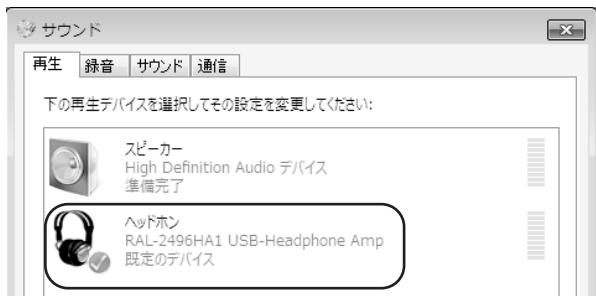 サウンド
再生 録音 サウンド 通信
下の再生デバイスを選択してその設定を変更してください:
スピーカー
High Definition Audio デバイス
準備完了
ヘッドホン
RAL-2496HA1 USB-Headphone Amp
既定のデバイス